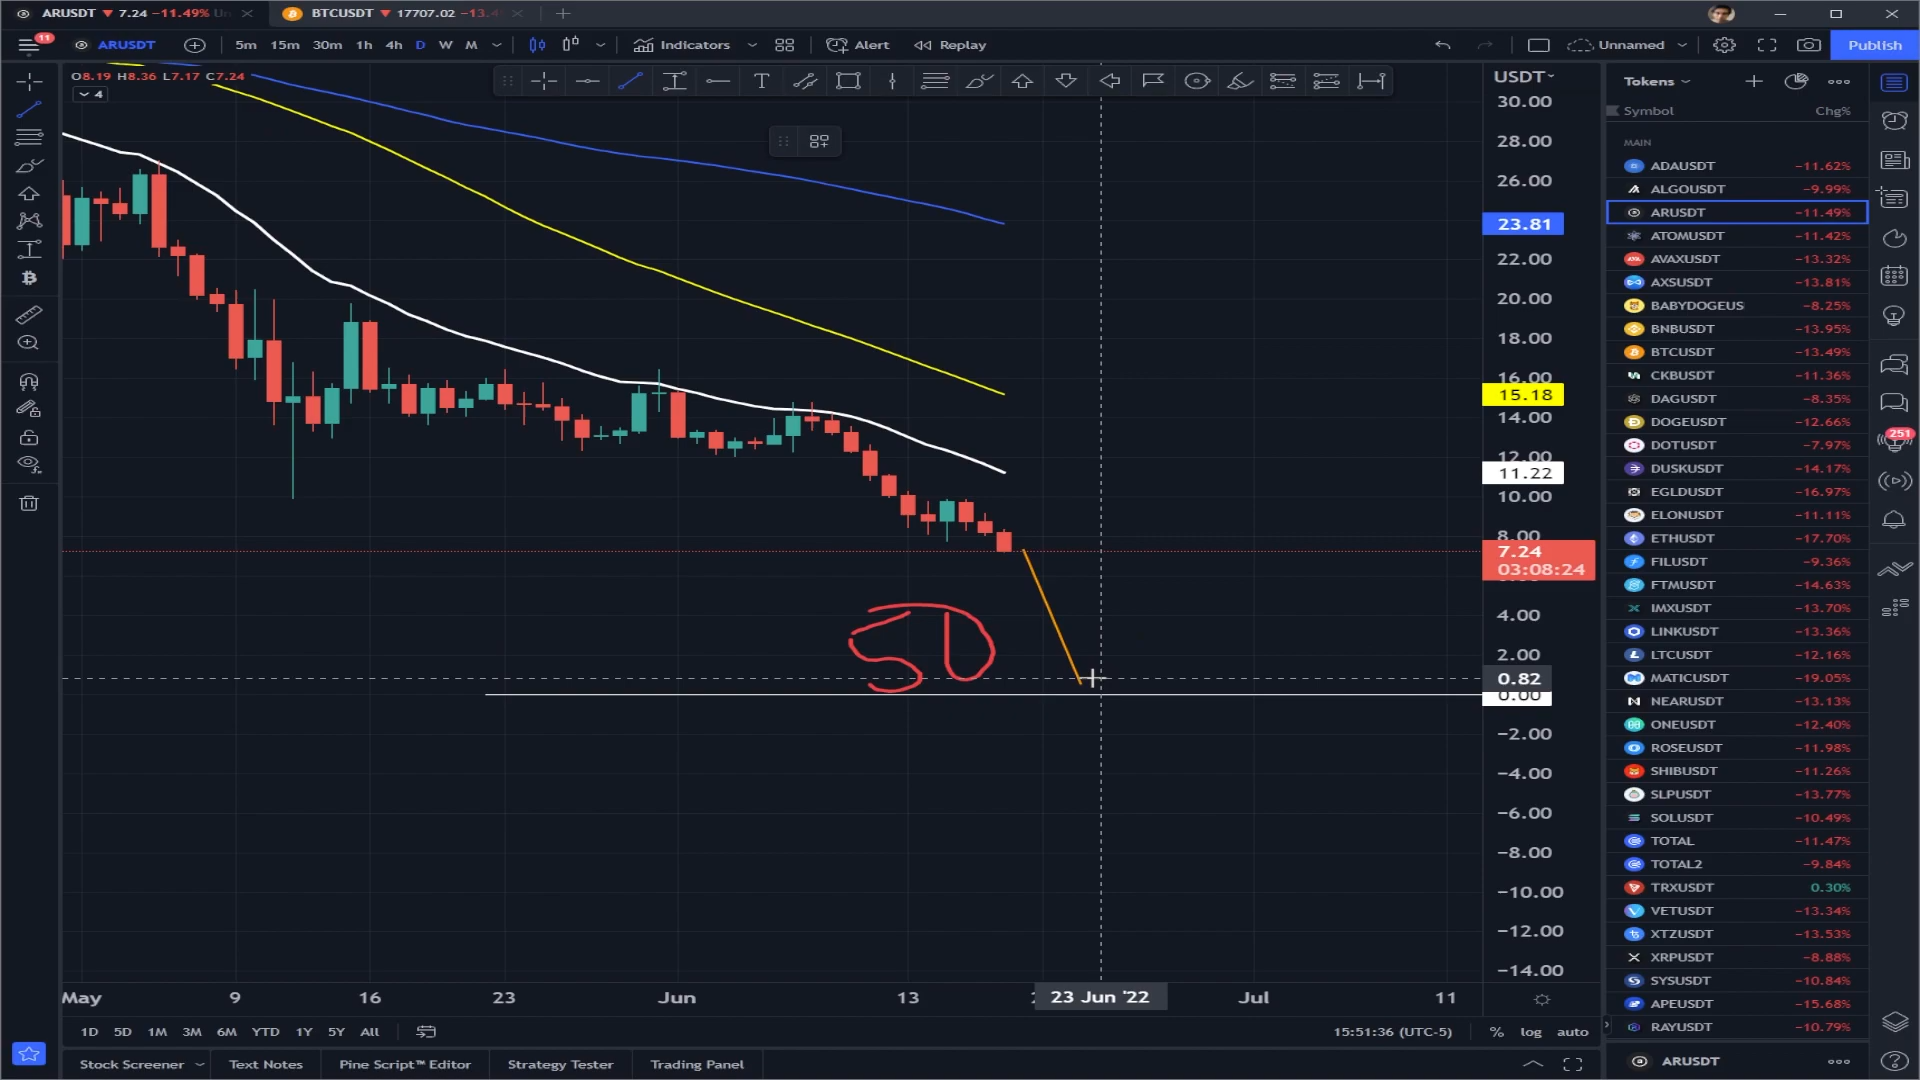 ARUSDT ▼ 7.24 −11.49% Un
BTCUSDT ▼ 17707.02 −13.4
11
ARUSDT
5m 15m 30m 1h 4h D W M
Indicators
Alert
Replay
Unnamed
Publish
O8.19 H8.36 L7.17 C7.24
4
USDT
30.00
28.00
26.00
23.81
22.00
20.00
18.00
16.00
15.18
14.00
12.00
11.22
10.00
8.00
7.24
03:08:24
4.00
2.00
0.82
0.00
−2.00
−4.00
−6.00
−8.00
−10.00
−12.00
−14.00
5D
May 9 16 23 Jun 13 23 Jun '22 Jul 11
1D 5D 1M 3M 6M YTD 1Y 5Y All
15:51:36 (UTC-5) % log auto
Stock Screener Text Notes Pine Script™ Editor Strategy Tester Trading Panel
Tokens
Symbol Chg%
MAIN
ADAUSDT −11.62%
ALGOUSDT −9.99%
ARUSDT −11.49%
ATOMUSDT −11.42%
AVAXUSDT −13.32%
AXSUSDT −13.81%
BABYDOGEUS −8.25%
BNBUSDT −13.95%
BTCUSDT −13.49%
CKBUSDT −11.36%
DAGUSDT −8.35%
DOGEUSDT −12.66%
DOTUSDT −7.97%
DUSKUSDT −14.17%
EGLDUSDT −16.97%
ELONUSDT −11.11%
ETHUSDT −17.70%
FILUSDT −9.36%
FTMUSDT −14.63%
IMXUSDT −13.70%
LINKUSDT −13.36%
LTCUSDT −12.16%
MATICUSDT −19.05%
NEARUSDT −13.13%
ONEUSDT −12.40%
ROSEUSDT −11.98%
SHIBUSDT −11.26%
SLPUSDT −13.77%
SOLUSDT −10.49%
TOTAL −11.47%
TOTAL2 −9.84%
TRXUSDT 0.30%
VETUSDT −13.34%
XTZUSDT −13.53%
XRPUSDT −8.88%
SYSUSDT −10.84%
APEUSDT −15.68%
RAYUSDT −10.79%
ARUSDT
251